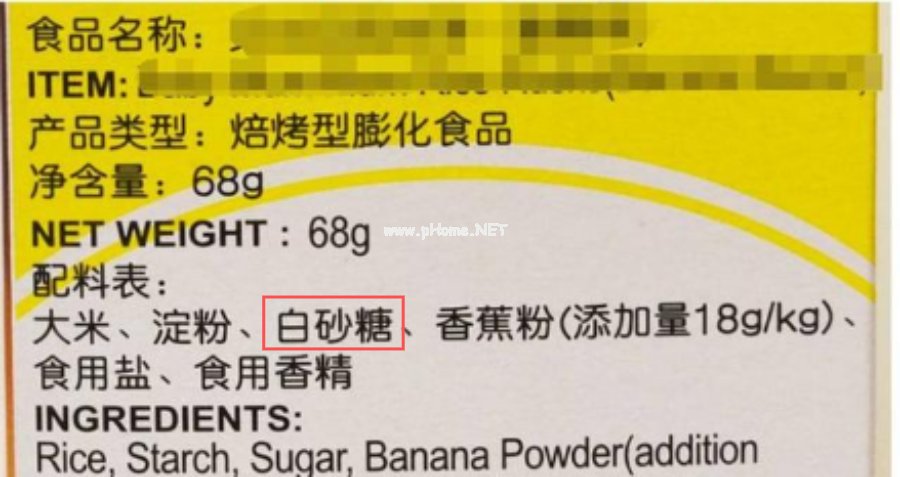 食品名称：
ITEM:
产品类型：焙烤型膨化食品
净含量：68g
NET WEIGHT：68g
www.pHome.NET
配料表：
大米、淀粉、白砂糖、香蕉粉(添加量18g/kg)、
食用盐、食用香精
INGREDIENTS:
Rice, Starch, Sugar, Banana Powder(addition